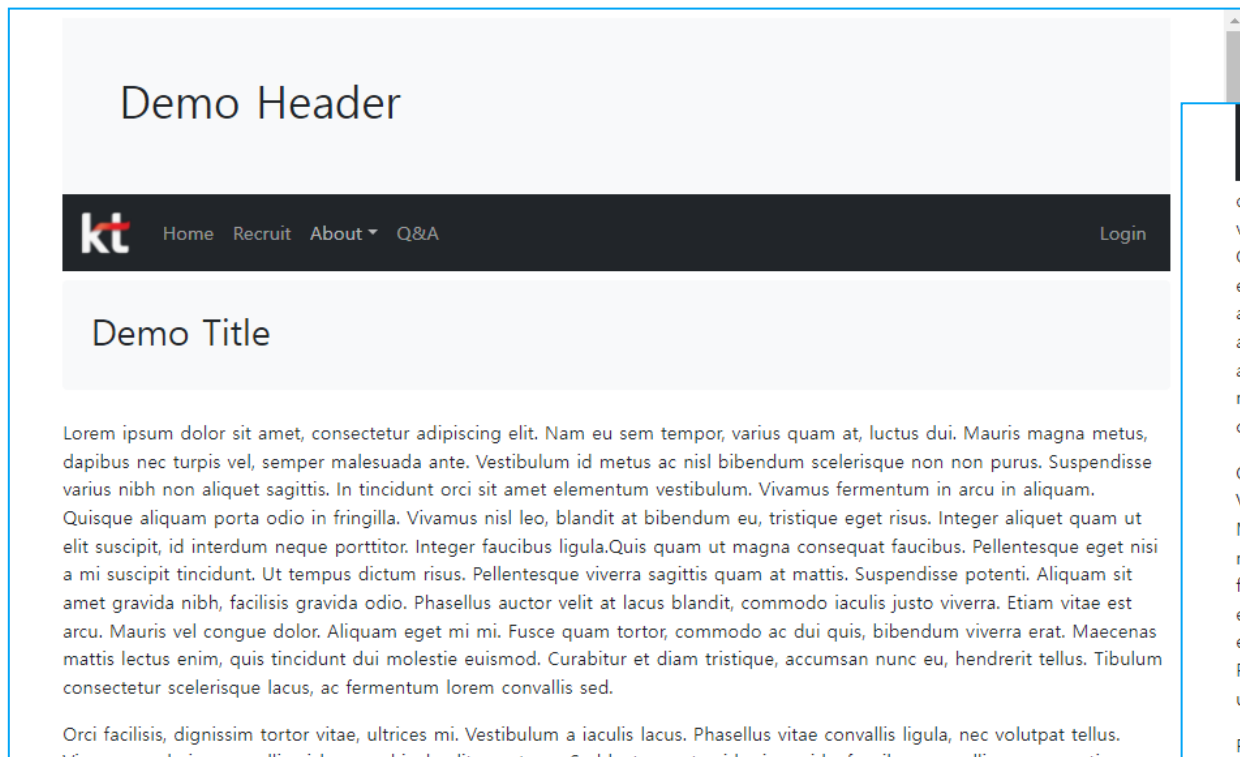 Demo Header
kt Home Recruit About Q&A Login
Demo Title
Lorem ipsum dolor sit amet, consectetur adipiscing elit. Nam eu sem tempor, varius quam at, luctus dui. Mauris magna metus,
dapibus nec turpis vel, semper malesuada ante. Vestibulum id metus ac nisl bibendum scelerisque non non purus. Suspendisse
varius nibh non aliquet sagittis. In tincidunt orci sit amet elementum vestibulum. Vivamus fermentum in arcu in aliquam.
Quisque aliquam porta odio in fringilla. Vivamus nisl leo, blandit at bibendum eu, tristique eget risus. Integer aliquet quam ut
elit suscipit, id interdum neque porttitor. Integer faucibus ligula.Quis quam ut magna consequat faucibus. Pellentesque eget nisi
a mi suscipit tincidunt. Ut tempus dictum risus. Pellentesque viverra sagittis quam at mattis. Suspendisse potenti. Aliquam sit
amet gravida nibh, facilisis gravida odio. Phasellus auctor velit at lacus blandit, commodo iaculis justo viverra. Etiam vitae est
arcu. Mauris vel congue dolor. Aliquam eget mi mi. Fusce quam tortor, commodo ac dui quis, bibendum viverra erat. Maecenas
mattis lectus enim, quis tincidunt dui molestie euismod. Curabitur et diam tristique, accumsan nunc eu, hendrerit tellus. Tibulum
consectetur scelerisque lacus, ac fermentum lorem convallis sed.
Orci facilisis, dignissim tortor vitae, ultrices mi. Vestibulum a iaculis lacus. Phasellus vitae convallis ligula, nec volutpat tellus.